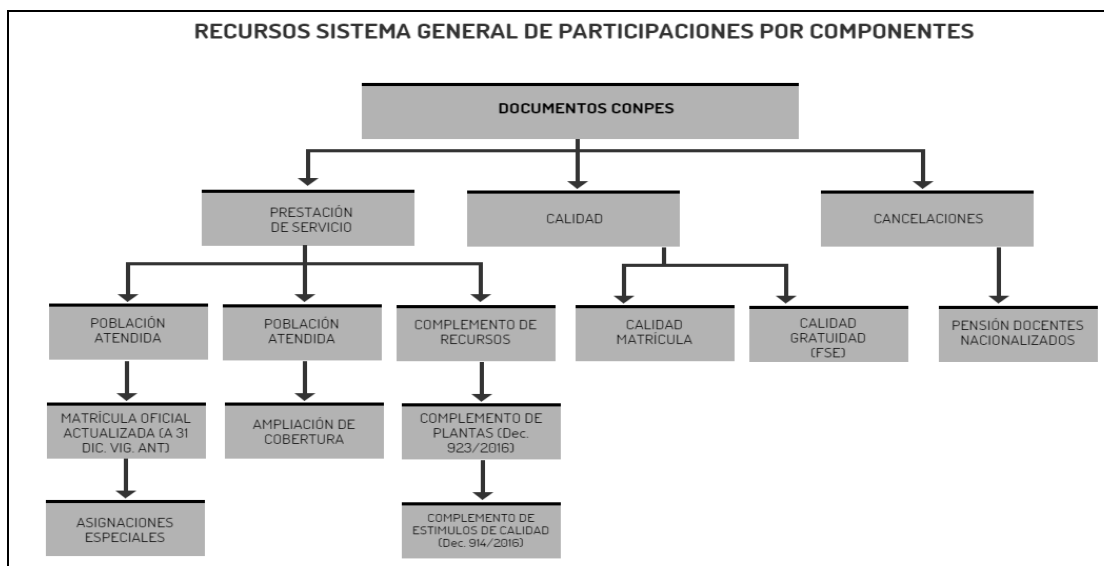 RECURSOS SISTEMA GENERAL DE PARTICIPACIONES POR COMPONENTES
DOCUMENTOS CONPES
PRESTACIÓN
DE SERVICIO
CALIDAD
CANCELACIONES
POBLACIÓN
ATENDIDA
POBLACIÓN
ATENDIDA
COMPLEMENTO DE
RECURSOS
CALIDAD
MATRÍCULA
CALIDAD
GRATUIDAD
(FSE)
PENSIÓN DOCENTES
NACIONALIZADOS
MATRÍCULA OFICIAL
ACTUALIZADA (A 31
DIC. VIG. ANT)
AMPLIACIÓN DE
COBERTURA
COMPLEMENTO DE
PLANTAS (Dec.
923/2016)
ASIGNACIONES
ESPECIALES
COMPLEMENTO DE
ESTIMULOS DE CALIDAD
(Dec. 914/2016)